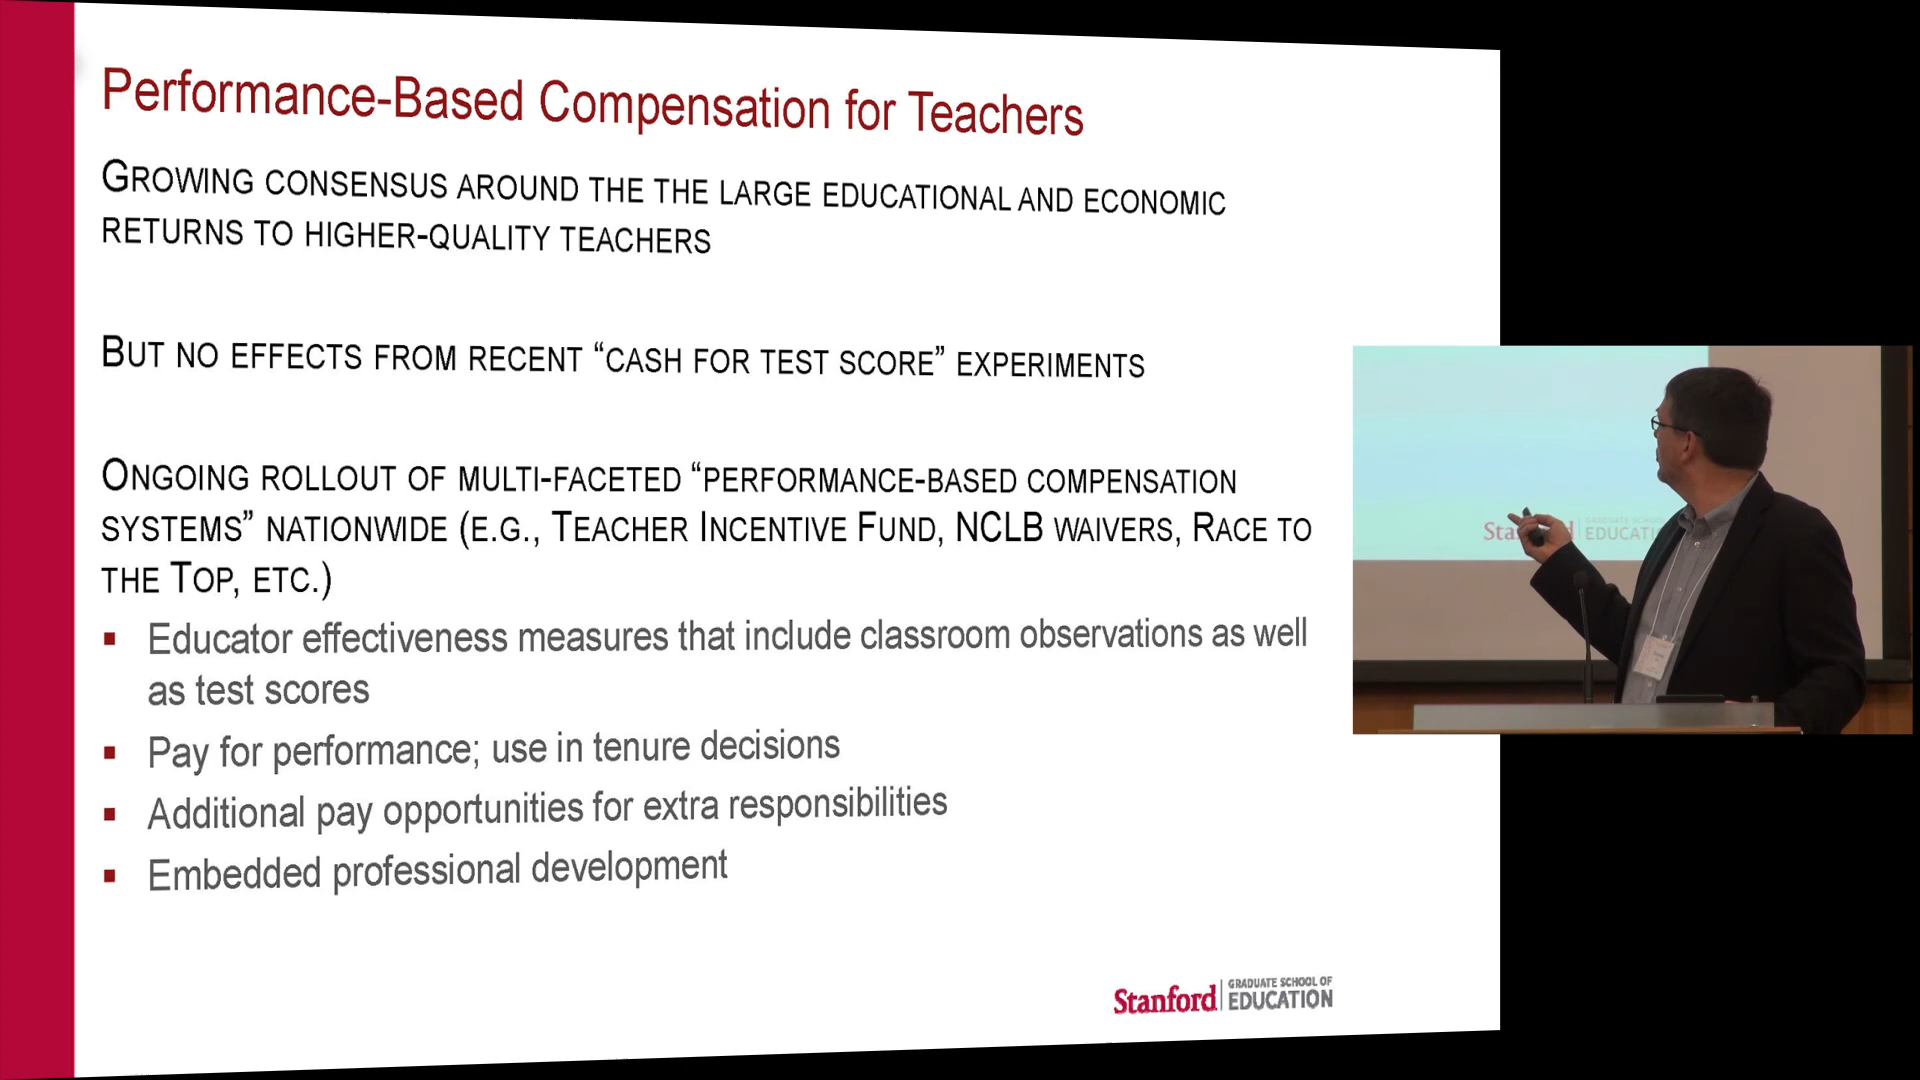 Performance-Based Compensation for Teachers
GROWING CONSENSUS AROUND THE THE LARGE EDUCATIONAL AND ECONOMIC
RETURNS TO HIGHER-QUALITY TEACHERS
BUT NO EFFECTS FROM RECENT “CASH FOR TEST SCORE” EXPERIMENTS
ONGOING ROLLOUT OF MULTI-FACETED “PERFORMANCE-BASED COMPENSATION
SYSTEMS” NATIONWIDE (E.G., TEACHER INCENTIVE FUND, NCLB WAIVERS, RACE TO
THE TOP, ETC.)
▪ Educator effectiveness measures that include classroom observations as well
as test scores
▪ Pay for performance; use in tenure decisions
▪ Additional pay opportunities for extra responsibilities
▪ Embedded professional development
Stanford
GRADUATE SCHOOL OF
EDUCATION